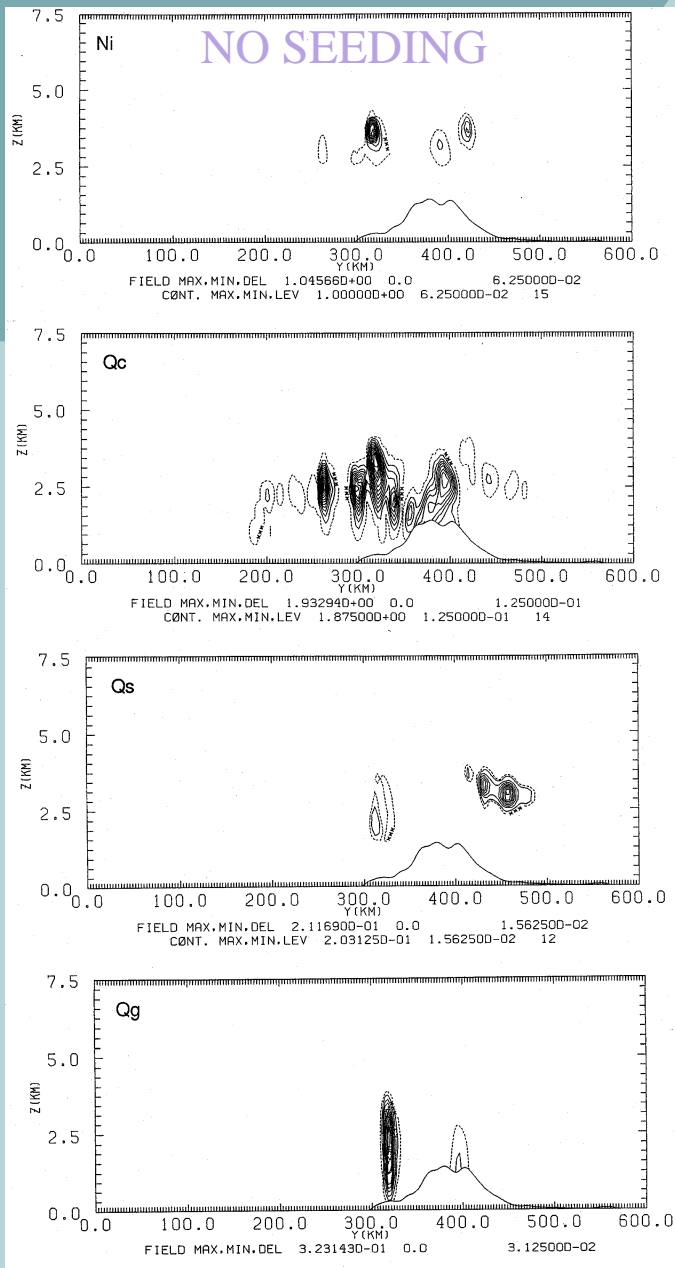 NO SEEDING
Ni
7.5
5.0
2.5
0.0
Z(KM)
0.0 100.0 200.0 300.0 400.0 500.0 600.0
Y(KM)
FIELD MAX.MIN.DEL 1.04566D+00 0.0 6.25000D-02
CØNT. MAX.MIN.LEV 1.00000D+00 6.25000D-02 15
Qc
7.5
5.0
2.5
0.0
Z(KM)
0.0 100.0 200.0 300.0 400.0 500.0 600.0
Y(KM)
FIELD MAX.MIN.DEL 1.93294D+00 0.0 1.25000D-01
CØNT. MAX.MIN.LEV 1.87500D+00 1.25000D-01 14
Qs
7.5
5.0
2.5
0.0
Z(KM)
0.0 100.0 200.0 300.0 400.0 500.0 600.0
Y(KM)
FIELD MAX.MIN.DEL 2.11690D-01 0.0 1.56250D-02
CØNT. MAX.MIN.LEV 2.03125D-01 1.56250D-02 12
Qg
7.5
5.0
2.5
0.0
Z(KM)
0.0 100.0 200.0 300.0 400.0 500.0 600.0
Y(KM)
FIELD MAX.MIN.DEL 3.23143D-01 0.0 3.12500D-02